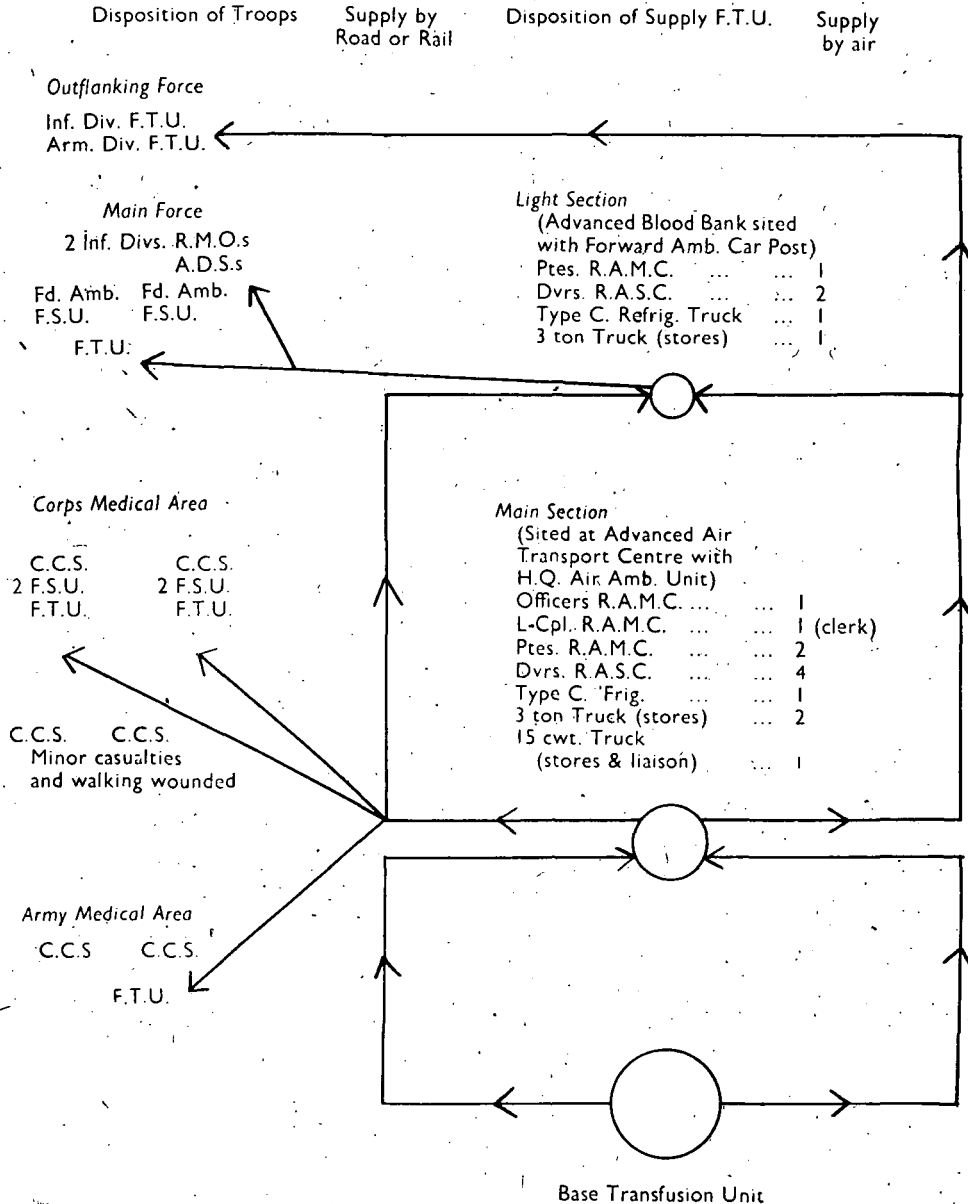 Disposition of Troops
Supply by
Road or Rail
Disposition of Supply F.T.U.
Supply
by air
Outflanking Force
Inf. Div. F.T.U.
Arm. Div. F.T.U.
Main Force
2 Inf. Divs. R.M.O.s
A.D.S.s
Fd. Amb. Fd. Amb.
F.S.U. F.S.U.
F.T.U.
Light Section
(Advanced Blood Bank sited
with Forward Amb. Car Post)
Ptes. R.A.M.C. ... ... 1
Dvrs. R.A.S.C. ... ... 2
Type C. Refrig. Truck ... 1
3 ton Truck (stores) ... 1
Corps Medical Area
C.C.S. C.C.S.
2 F.S.U. 2 F.S.U.
F.T.U. F.T.U.
C.C.S. C.C.S.
Minor casualties
and walking wounded
Main Section
(Sited at Advanced Air
Transport Centre with
H.Q. Air Amb. Unit)
Officers R.A.M.C. ... ... 1
L-Cpl. R.A.M.C. ... ... 1 (clerk)
Ptes. R.A.M.C. ... ... 2
Dvrs. R.A.S.C. ... ... 4
Type C. 'Frig. ... ... 1
3 ton Truck (stores) ... 2
15 cwt. Truck
(stores & liaison) ... 1
Army Medical Area
C.C.S C.C.S.
F.T.U.
Base Transfusion Unit